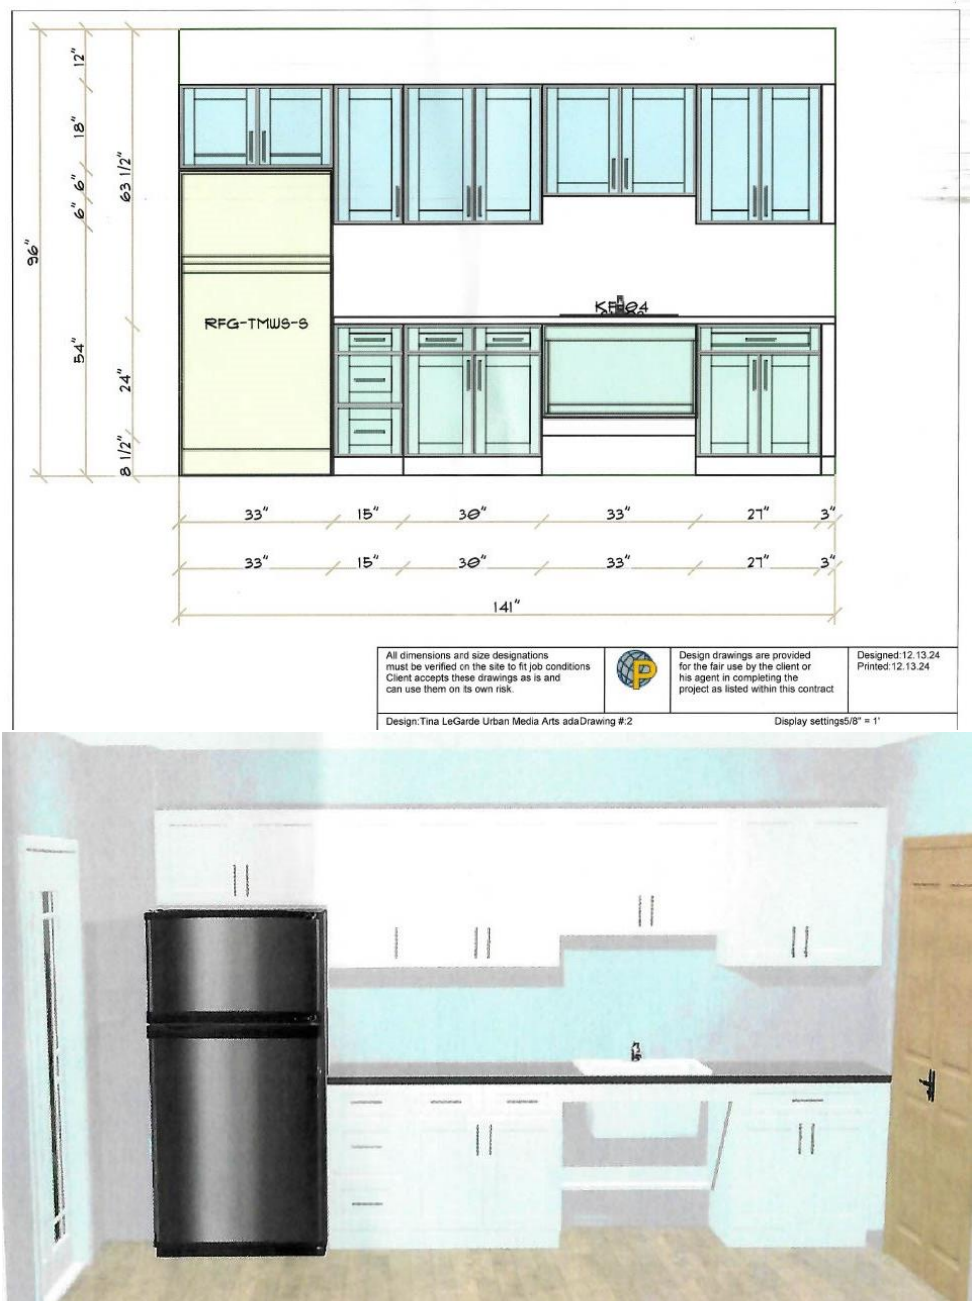 12"
18"
6"
6"
63 1/2"
96"
54"
24"
8 1/2"
RFG-TMWS-S
33"
15"
30"
33"
27"
3"
33"
15"
30"
33"
27"
3"
141"
All dimensions and size designations
must be verified on the site to fit job conditions
Client accepts these drawings as is and
can use them on its own risk.
P
Design drawings are provided
for the fair use by the client or
his agent in completing the
project as listed within this contract
Designed:12.13.24
Printed:12.13.24
Design:Tina LeGarde Urban Media Arts adaDrawing #:2
Display settings5/8" = 1'